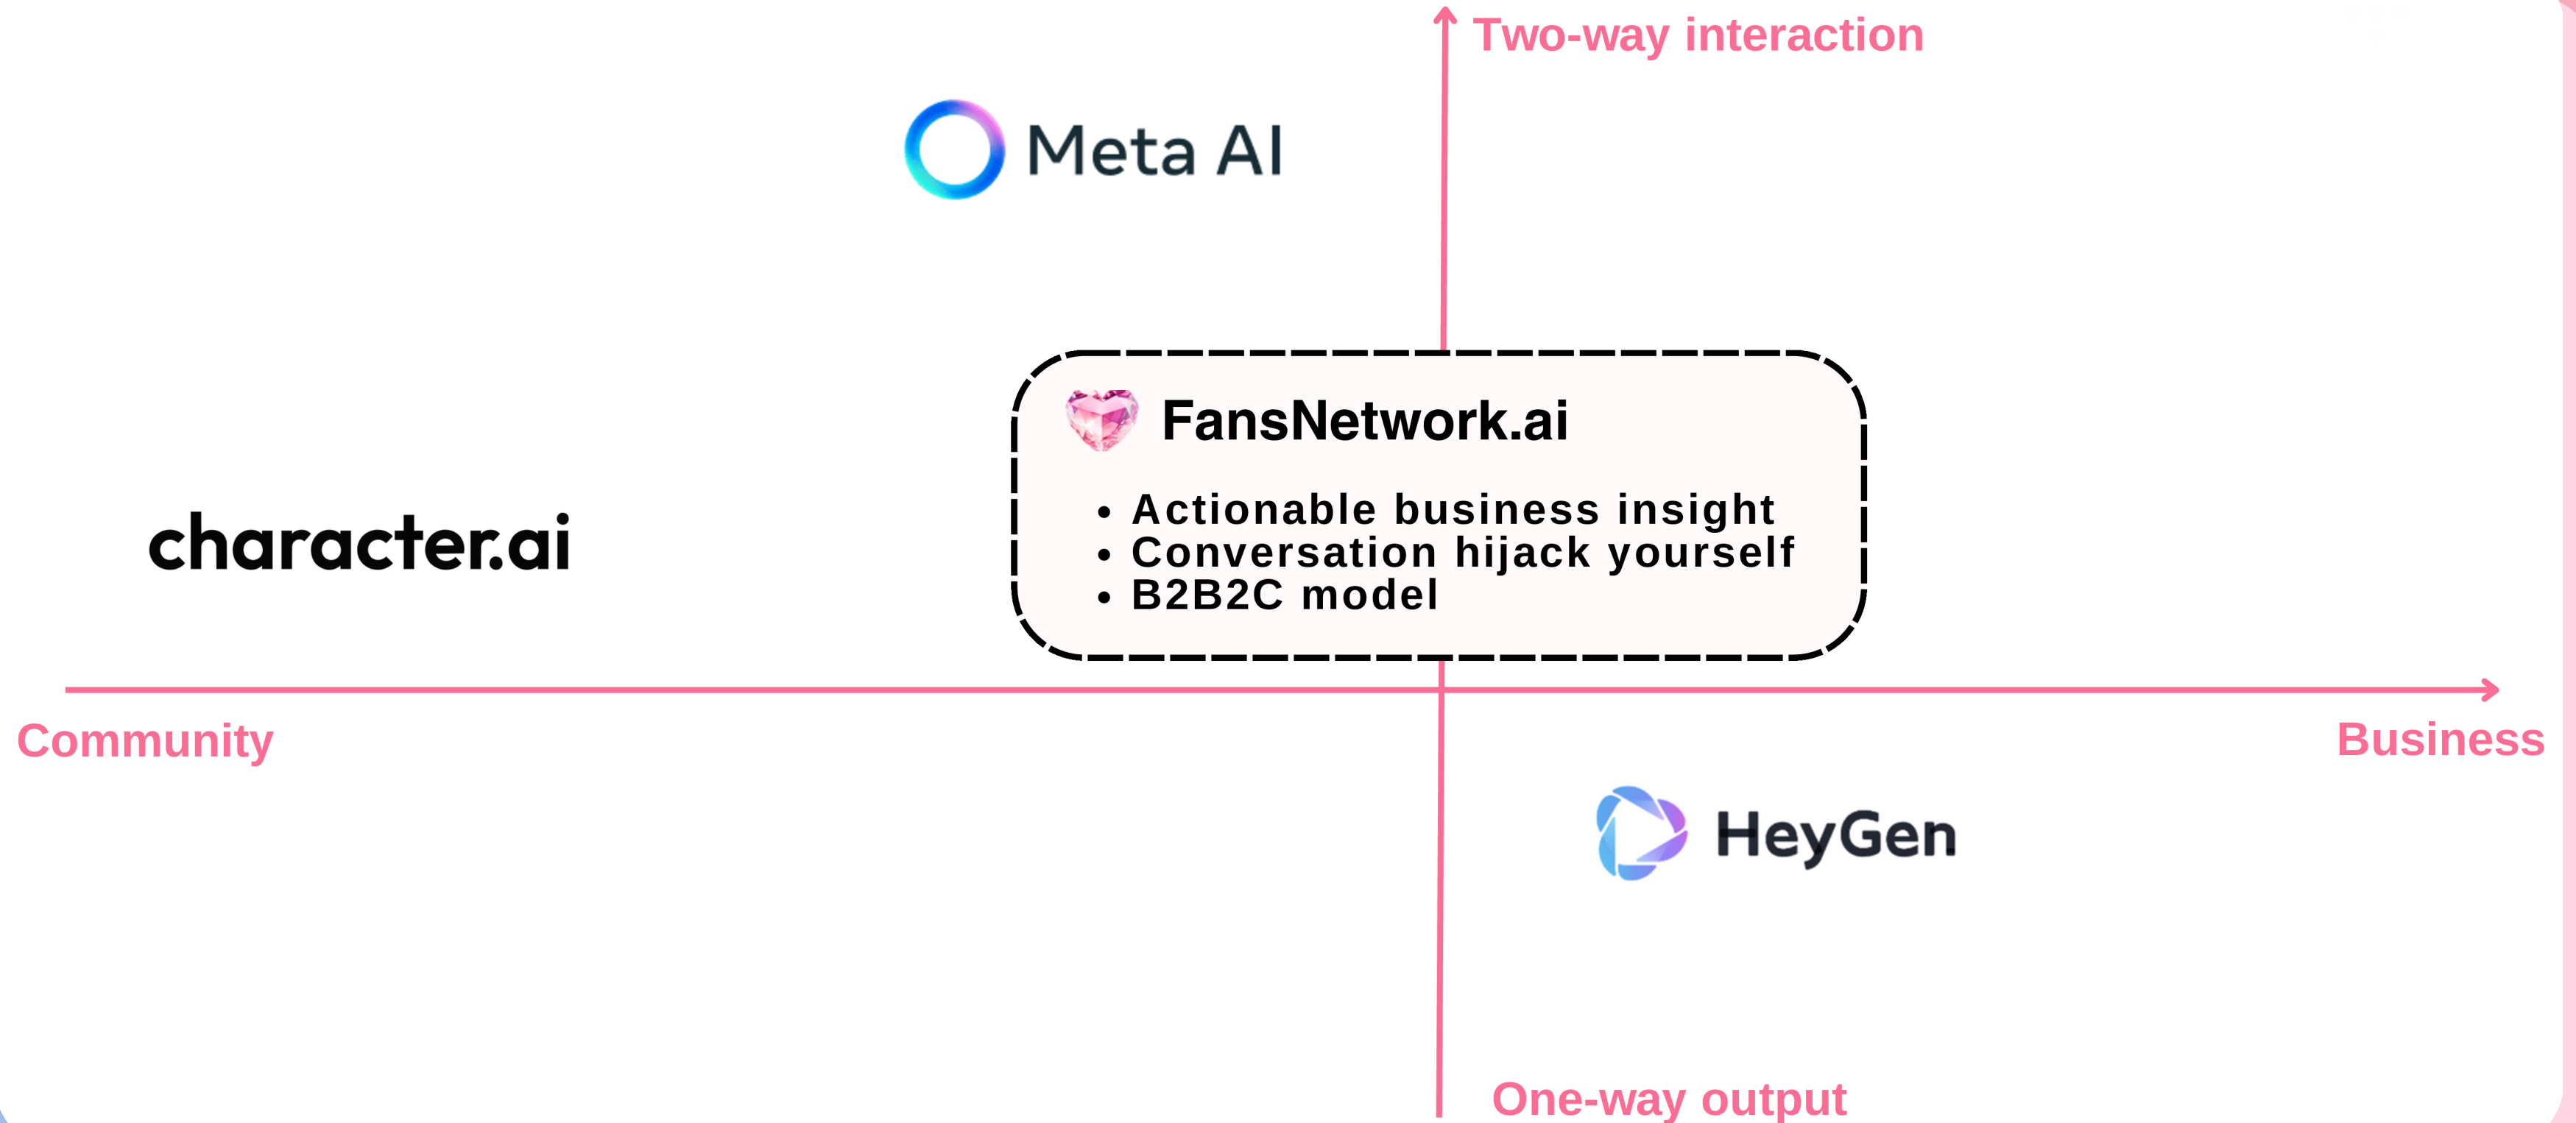 Two-way interaction
Meta AI
FansNetwork.ai
• Actionable business insight
• Conversation hijack yourself
• B2B2C model
character.ai
Community
Business
HeyGen
One-way output